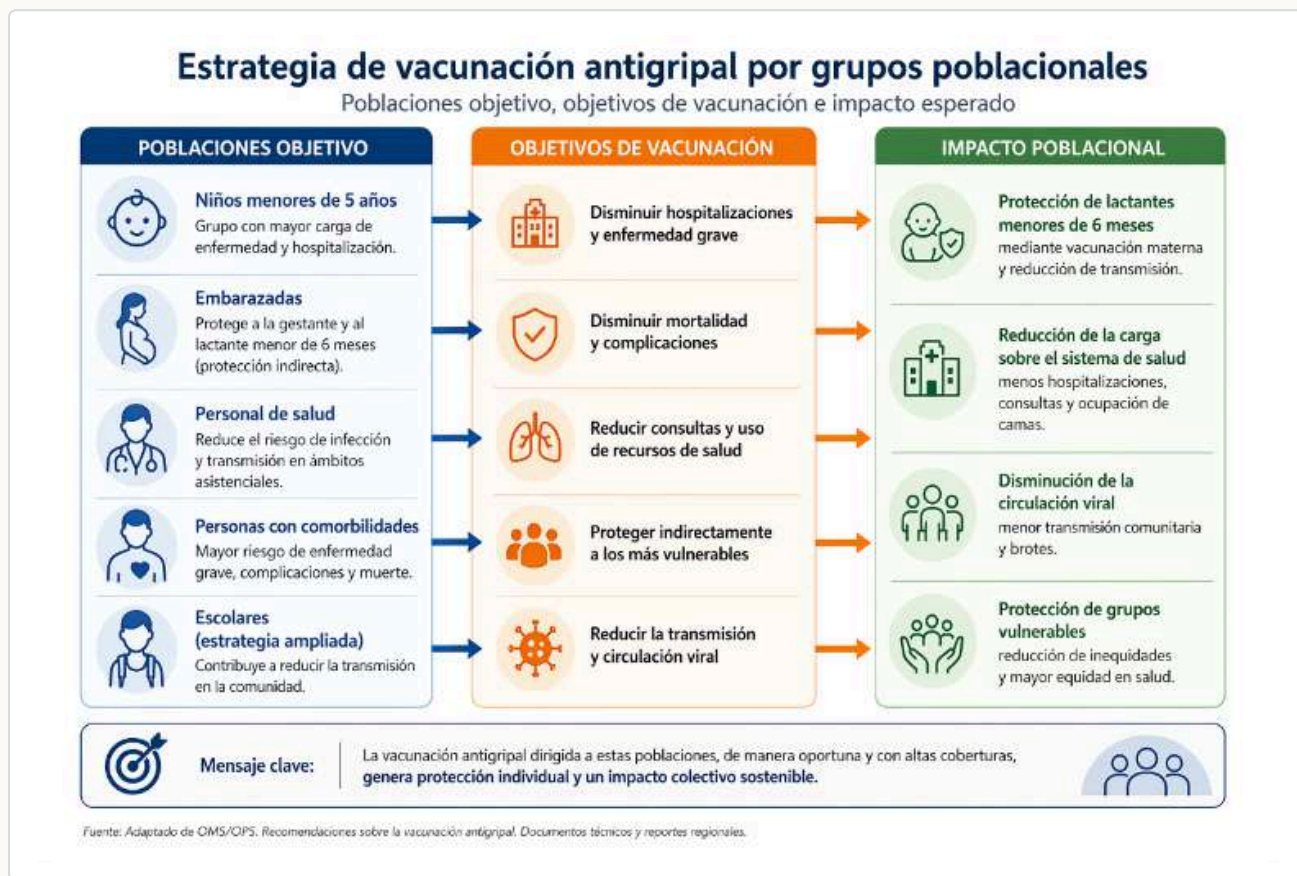 Estrategia de vacunación antigripal por grupos poblacionales
Poblaciones objetivo, objetivos de vacunación e impacto esperado
POBLACIONES OBJETIVO
Niños menores de 5 años
Grupo con mayor carga de
enfermedad y hospitalización.
Embarazadas
Protege a la gestante y al
lactante menor de 6 meses
(protección indirecta).
Personal de salud
Reduce el riesgo de infección
y transmisión en ámbitos
asistenciales.
Personas con comorbilidades
Mayor riesgo de enfermedad
grave, complicaciones y muerte.
Escolares
(estrategia ampliada)
Contribuye a reducir la transmisión
en la comunidad.
OBJETIVOS DE VACUNACIÓN
Disminuir hospitalizaciones
y enfermedad grave
Disminuir mortalidad
y complicaciones
Reducir consultas y uso
de recursos de salud
Proteger indirectamente
a los más vulnerables
Reducir la transmisión
y circulación viral
IMPACTO POBLACIONAL
Protección de lactantes
menores de 6 meses
mediante vacunación materna
y reducción de transmisión.
Reducción de la carga
sobre el sistema de salud
menos hospitalizaciones,
consultas y ocupación de
camas.
Disminución de la
circulación viral
menor transmisión comunitaria
y brotes.
Protección de grupos
vulnerables
reducción de inequidades
y mayor equidad en salud.
Mensaje clave:
La vacunación antigripal dirigida a estas poblaciones, de manera oportuna y con altas coberturas,
genera protección individual y un impacto colectivo sostenible.
Fuente: Adaptado de OMS/OPS. Recomendaciones sobre la vacunación antigripal. Documentos técnicos y reportes regionales.